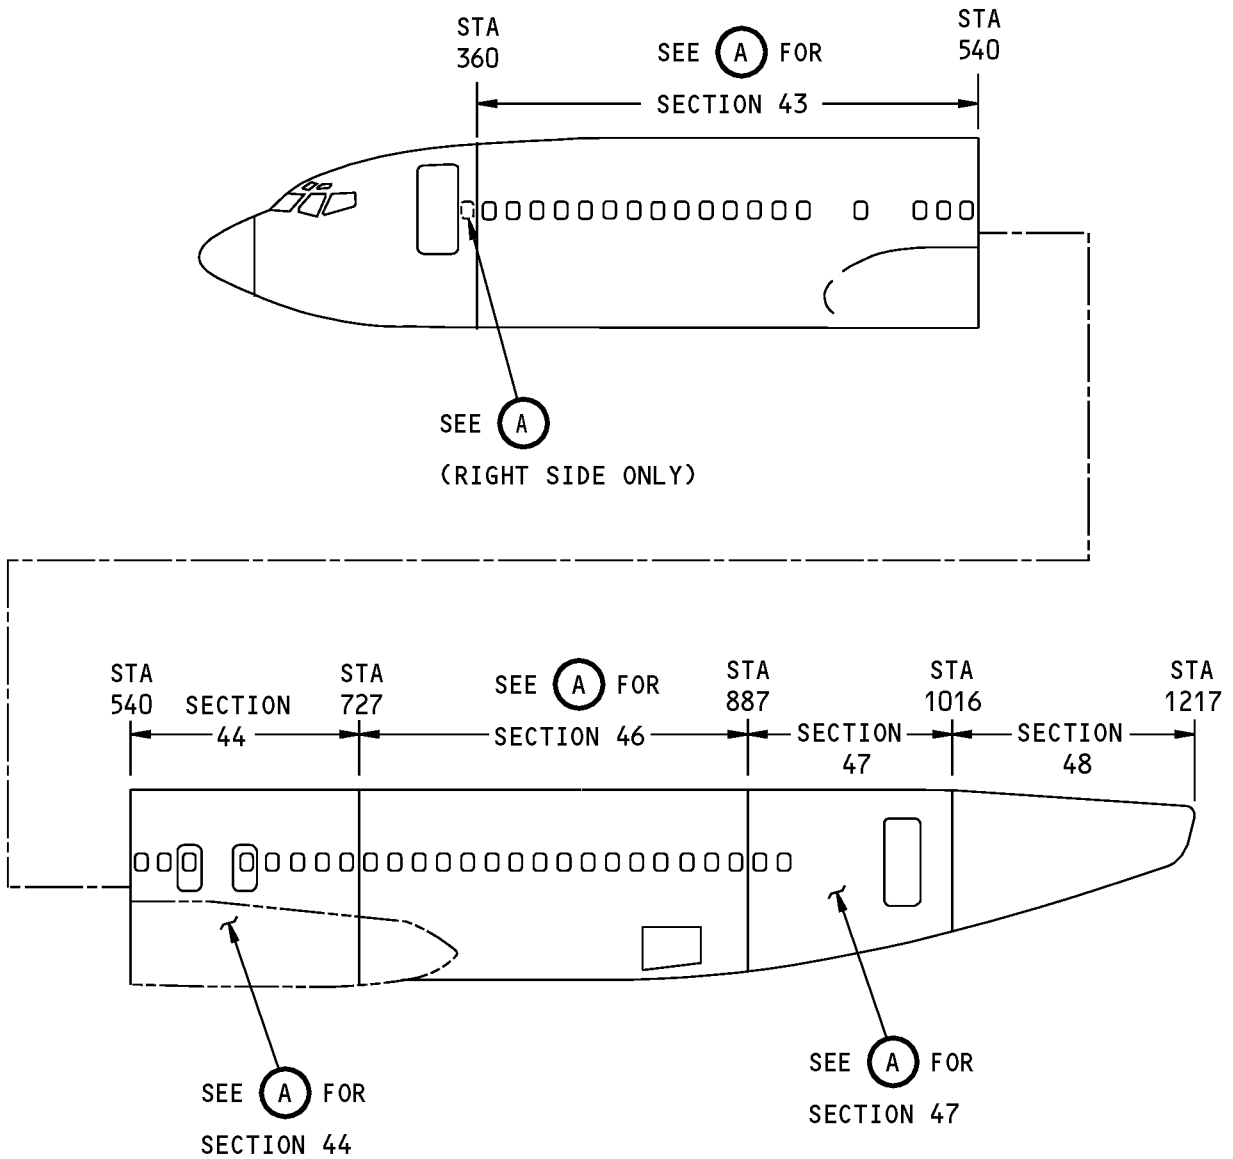 STA
360
SEE A FOR
SECTION 43
STA
540
SEE A
(RIGHT SIDE ONLY)
STA
540
SECTION
44
STA
727
SEE A FOR
SECTION 46
STA
887
SECTION
47
STA
1016
SECTION
48
STA
1217
SEE A FOR
SECTION 44
SEE A FOR
SECTION 47